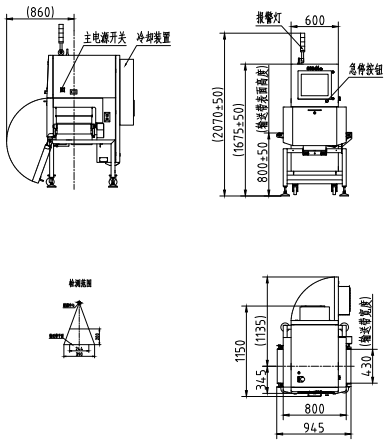 (860)
主电源开关
冷却装置
报警灯
600
急停按钮
(2070±50)
(1675±50)
800±50
(输送带表面高度)
检测范围
1150
(1135)
345
(输送带宽度)
430
800
945